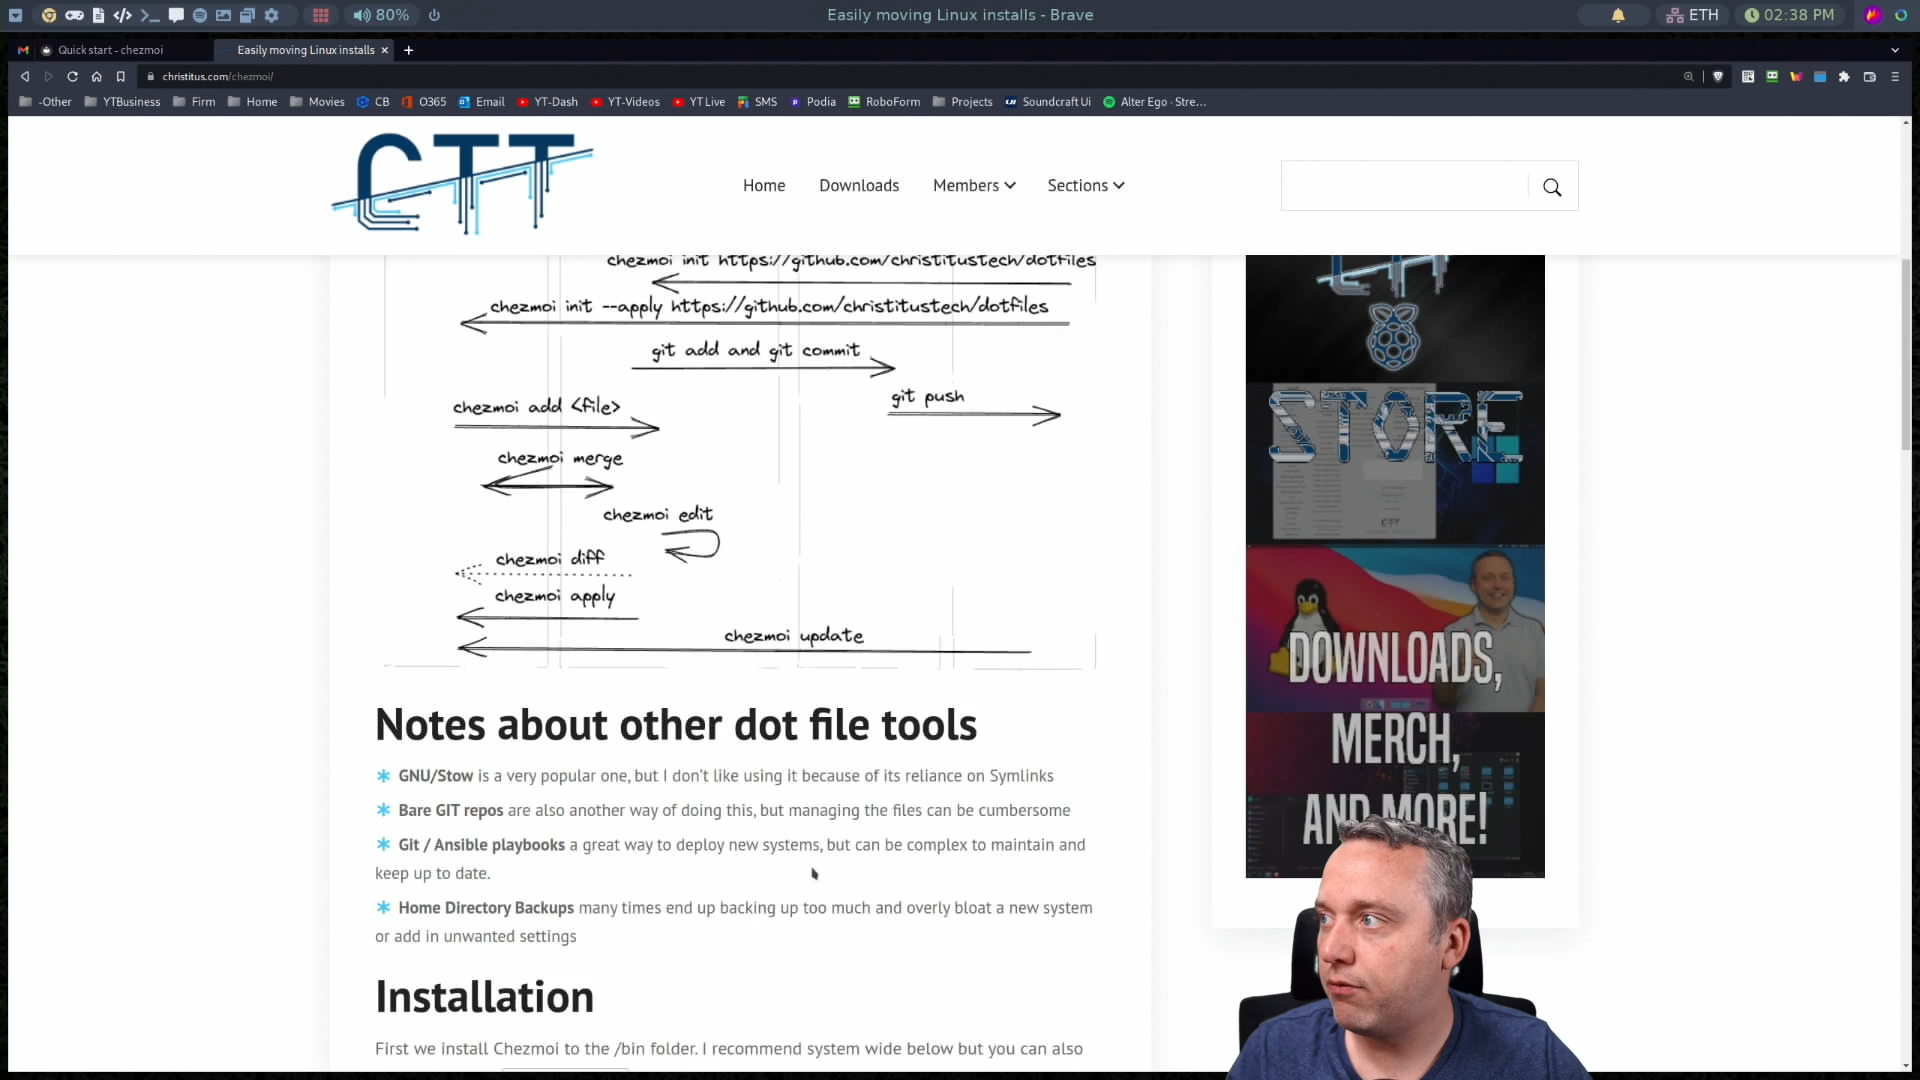 80%
Easily moving Linux installs - Brave
ETH
02:38 PM
Quick start - chezmoi
Easily moving Linux installs
christitus.com/chezmoi/
-Other
YTBusiness
Firm
Home
Movies
CB
O365
Email
YT-Dash
YT-Videos
YT Live
SMS
Podia
RoboForm
Projects
Soundcraft Ui
Alter Ego - Stre...
CTT
Home
Downloads
Members
Sections
chezmoi init https://github.com/christitustech/dotfiles
chezmoi init --apply https://github.com/christitustech/dotfiles
git add and git commit
git push
chezmoi add <file>
chezmoi merge
chezmoi edit
chezmoi diff
chezmoi apply
chezmoi update
STORE
CTT
DOWNLOADS,
MERCH,
AND MORE!
Notes about other dot file tools
GNU/Stow is a very popular one, but I don't like using it because of its reliance on Symlinks
Bare GIT repos are also another way of doing this, but managing the files can be cumbersome
Git / Ansible playbooks a great way to deploy new systems, but can be complex to maintain and
keep up to date.
Home Directory Backups many times end up backing up too much and overly bloat a new system
or add in unwanted settings
Installation
First we install Chezmoi to the /bin folder. I recommend system wide below but you can also